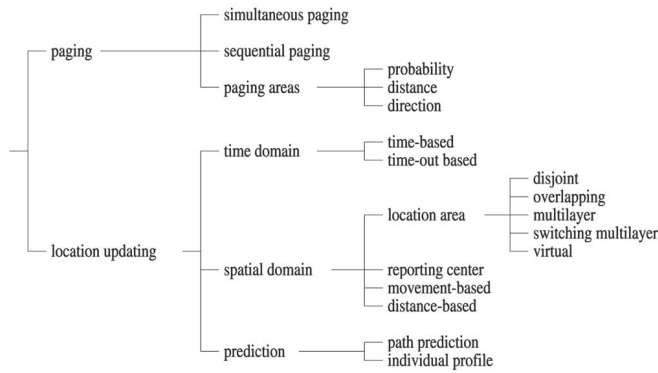 simultaneous paging
paging
sequential paging
paging areas
probability
distance
direction
time domain
time-based
time-out based
location updating
spatial domain
location area
disjoint
overlapping
multilayer
switching multilayer
virtual
reporting center
movement-based
distance-based
prediction
path prediction
individual profile